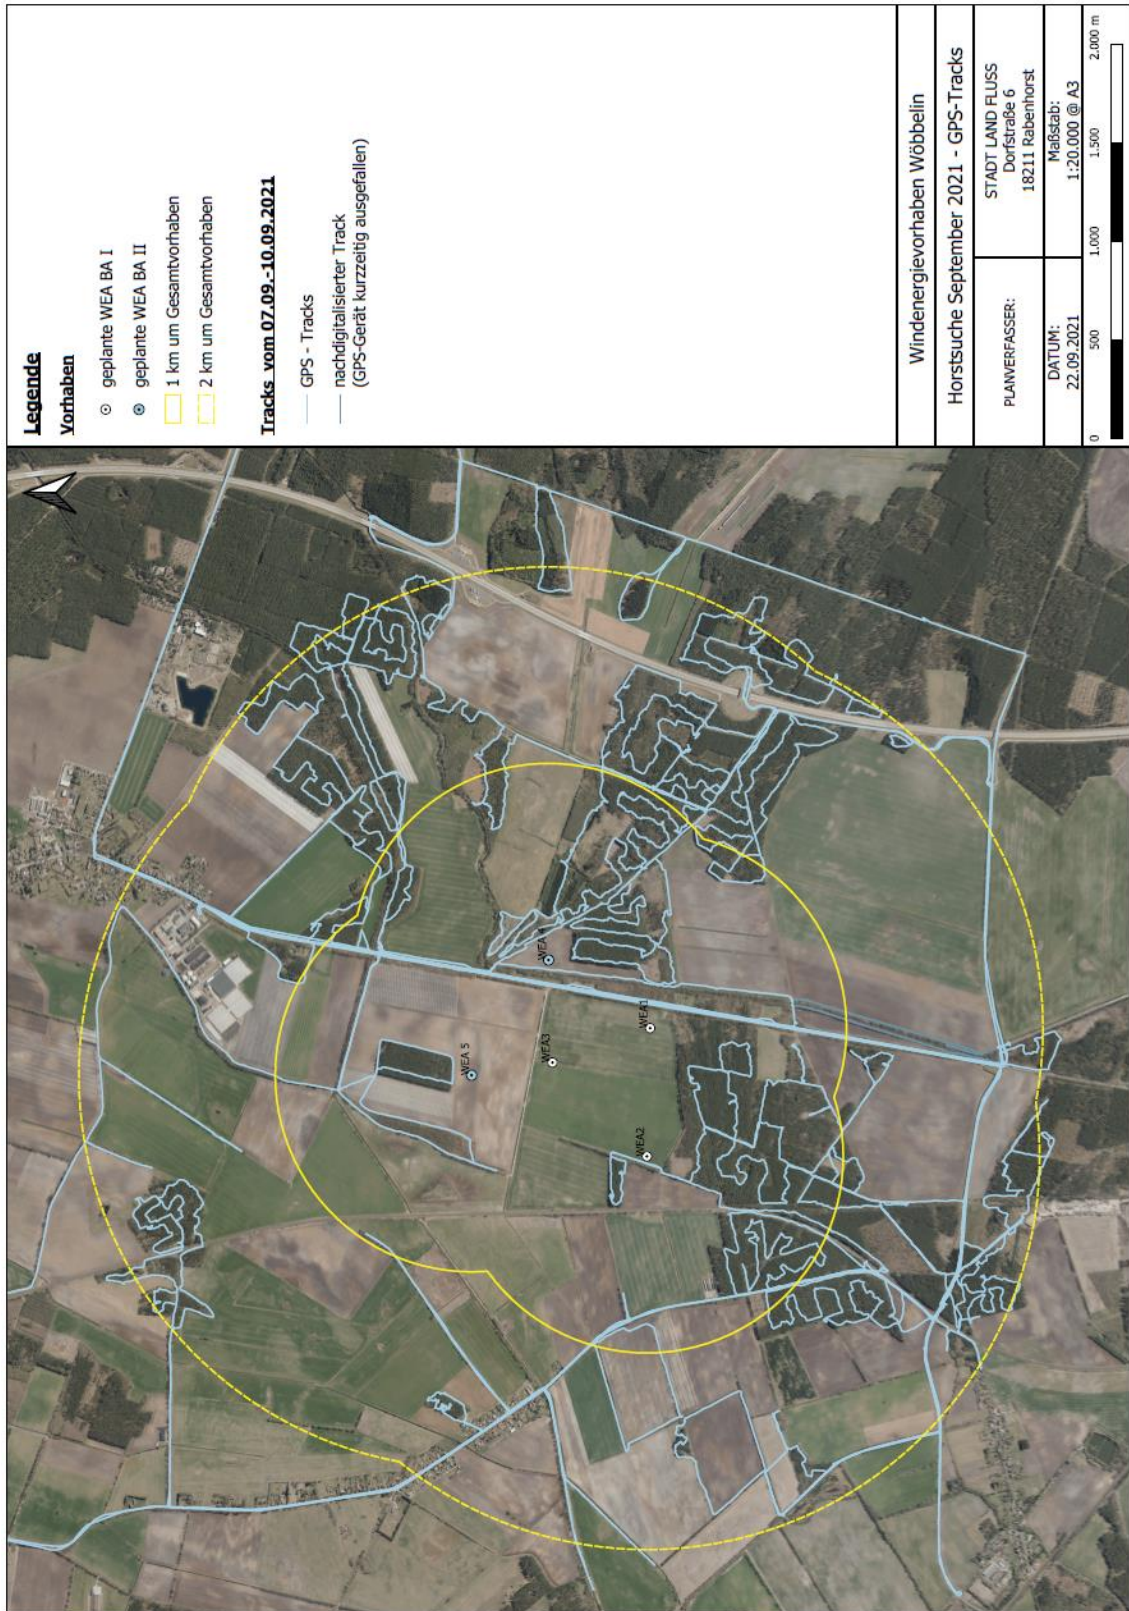 Legende
Vorhaben
geplante WEA BA I
geplante WEA BA II
1 km um Gesamtvorhaben
2 km um Gesamtvorhaben
Tracks vom 07.09.-10.09.2021
GPS - Tracks
nachdigitalisierter Track
(GPS-Gerät kurzzeitig ausgefallen)
Windenergievorhaben Wöbbelin
Horstsuche September 2021 - GPS-Tracks
PLANVERFASSER:
STADT LAND FLUSS
Dorfstraße 6
18211 Rabenhorst
DATUM:
22.09.2021
Maßstab:
1:20.000 @ A3
0 500 1.000 1.500 2.000 m
WEA 5
WEA 4
WEA3
WEA1
WEA2